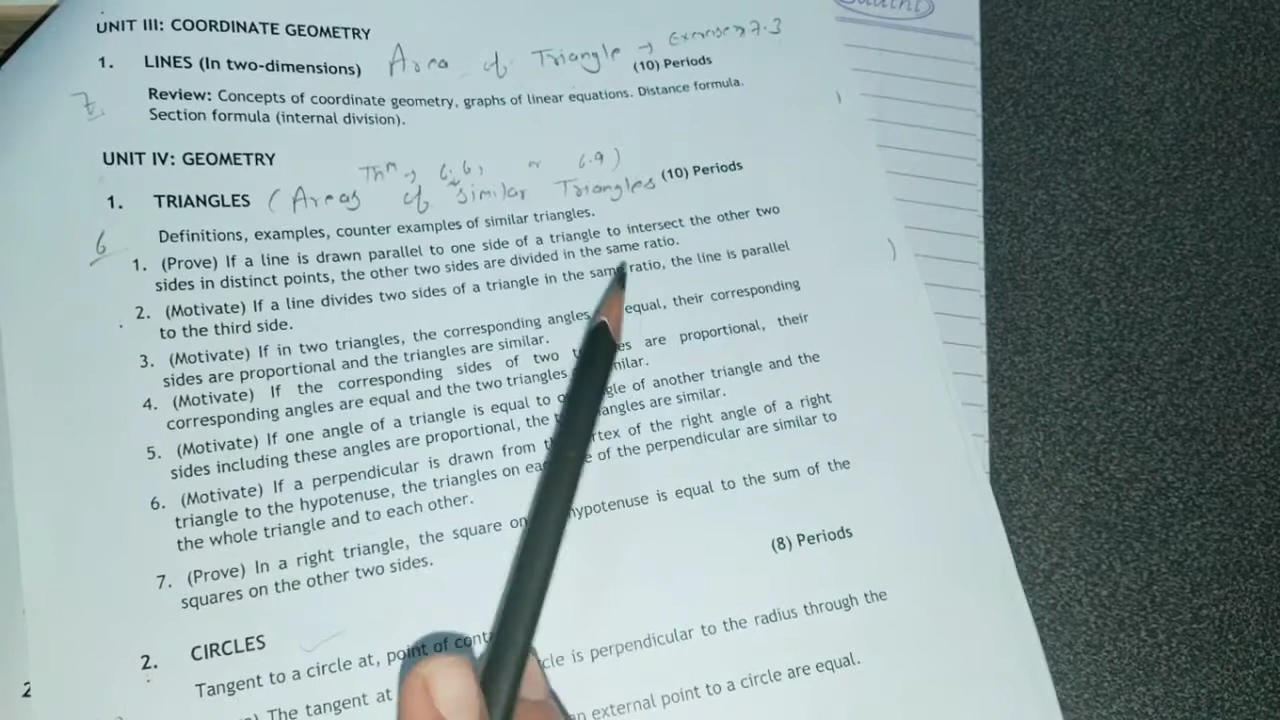 UNIT III: COORDINATE GEOMETRY
1. LINES (In two-dimensions) Area of Triangle → Exercise 7.3
(10) Periods
7. Review: Concepts of coordinate geometry, graphs of linear equations. Distance formula.
Section formula (internal division).
UNIT IV: GEOMETRY
Thm → 6.6, or 6.9)
1. TRIANGLES (Areas of similar Triangles (10) Periods
Definitions, examples, counter examples of similar triangles.
6 1. (Prove) If a line is drawn parallel to one side of a triangle to intersect the other two
sides in distinct points, the other two sides are divided in the same ratio.
2. (Motivate) If a line divides two sides of a triangle in the same ratio, the line is parallel
to the third side.
3. (Motivate) If in two triangles, the corresponding angles equal, their corresponding
sides are proportional and the triangles are similar.
4. (Motivate) If the corresponding sides of two are proportional, their
corresponding angles are equal and the two triangles
5. (Motivate) If one angle of a triangle is equal to of another triangle and the
sides including these angles are proportional, the are similar.
6. (Motivate) If a perpendicular is drawn from of the right angle of a right
triangle to the hypotenuse, the triangles on of the perpendicular are similar to
the whole triangle and to each other.
7. (Prove) In a right triangle, the square on hypotenuse is equal to the sum of the
squares on the other two sides.
(8) Periods
2. CIRCLES
Tangent to a circle at, point of is perpendicular to the radius through the
The tangent at external point to a circle are equal.